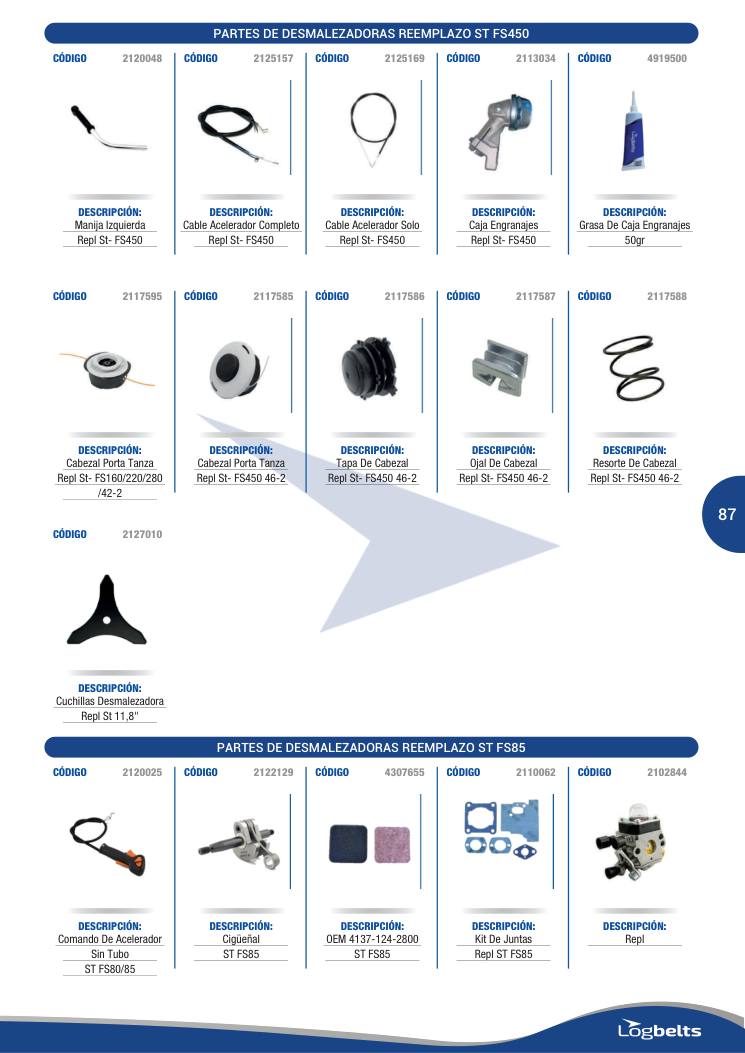 PARTES DE DESMALEZADORAS REEMPLAZO ST FS450
CÓDIGO 2120048
DESCRIPCIÓN:
Manija Izquierda
Repl St- FS450
CÓDIGO 2125157
DESCRIPCIÓN:
Cable Acelerador Completo
Repl St- FS450
CÓDIGO 2125169
DESCRIPCIÓN:
Cable Acelerador Solo
Repl St- FS450
CÓDIGO 2113034
DESCRIPCIÓN:
Caja Engranajes
Repl St- FS450
CÓDIGO 4919500
Logbelts
DESCRIPCIÓN:
Grasa De Caja Engranajes
50gr
CÓDIGO 2117595
DESCRIPCIÓN:
Cabezal Porta Tanza
Repl St- FS160/220/280
/42-2
CÓDIGO 2117585
DESCRIPCIÓN:
Cabezal Porta Tanza
Repl St- FS450 46-2
CÓDIGO 2117586
DESCRIPCIÓN:
Tapa De Cabezal
Repl St- FS450 46-2
CÓDIGO 2117587
DESCRIPCIÓN:
Ojal De Cabezal
Repl St- FS450 46-2
CÓDIGO 2117588
DESCRIPCIÓN:
Resorte De Cabezal
Repl St- FS450 46-2
87
CÓDIGO 2127010
DESCRIPCIÓN:
Cuchillas Desmalezadora
Repl St 11,8"
PARTES DE DESMALEZADORAS REEMPLAZO ST FS85
CÓDIGO 2120025
DESCRIPCIÓN:
Comando De Acelerador
Sin Tubo
ST FS80/85
CÓDIGO 2122129
DESCRIPCIÓN:
Cigüeñal
ST FS85
CÓDIGO 4307655
DESCRIPCIÓN:
OEM 4137-124-2800
ST FS85
CÓDIGO 2110062
DESCRIPCIÓN:
Kit De Juntas
Repl ST FS85
CÓDIGO 2102844
DESCRIPCIÓN:
Repl
Logbelts